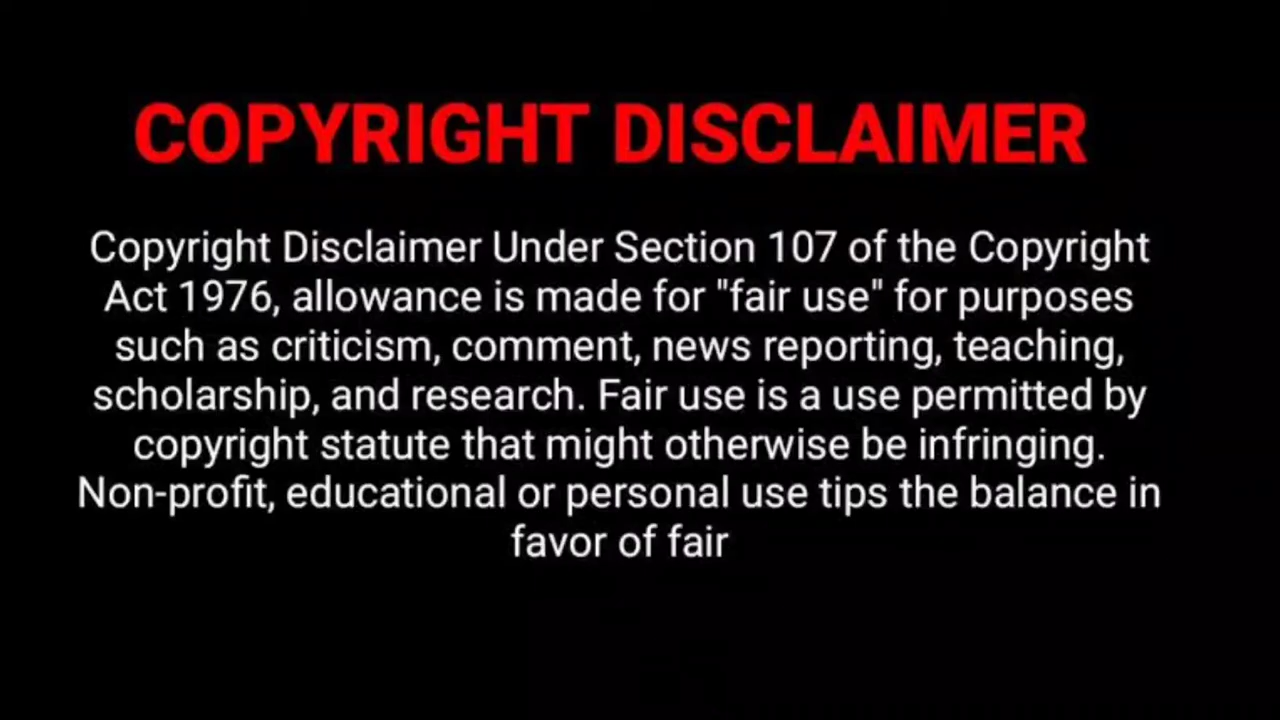 COPYRIGHT DISCLAIMER
Copyright Disclaimer Under Section 107 of the Copyright
Act 1976, allowance is made for "fair use" for purposes
such as criticism, comment, news reporting, teaching,
scholarship, and research. Fair use is a use permitted by
copyright statute that might otherwise be infringing.
Non-profit, educational or personal use tips the balance in
favor of fair